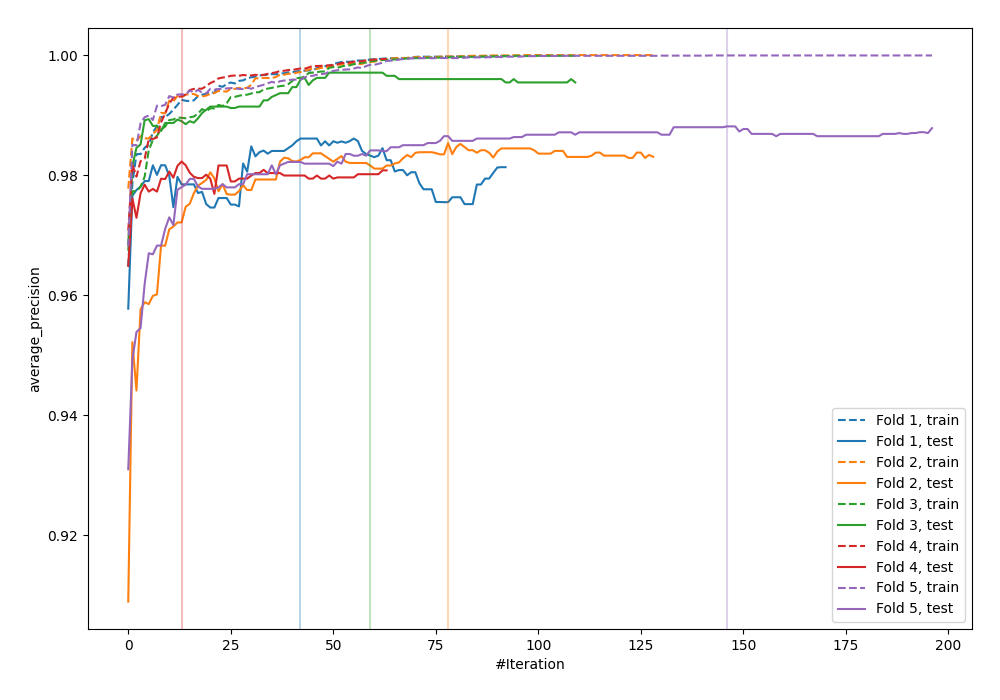 1.00
0.98
0.96
0.94
0.92
average_precision
0
25
50
75
100
125
150
175
200
#Iteration
Fold 1, train
Fold 1, test
Fold 2, train
Fold 2, test
Fold 3, train
Fold 3, test
Fold 4, train
Fold 4, test
Fold 5, train
Fold 5, test